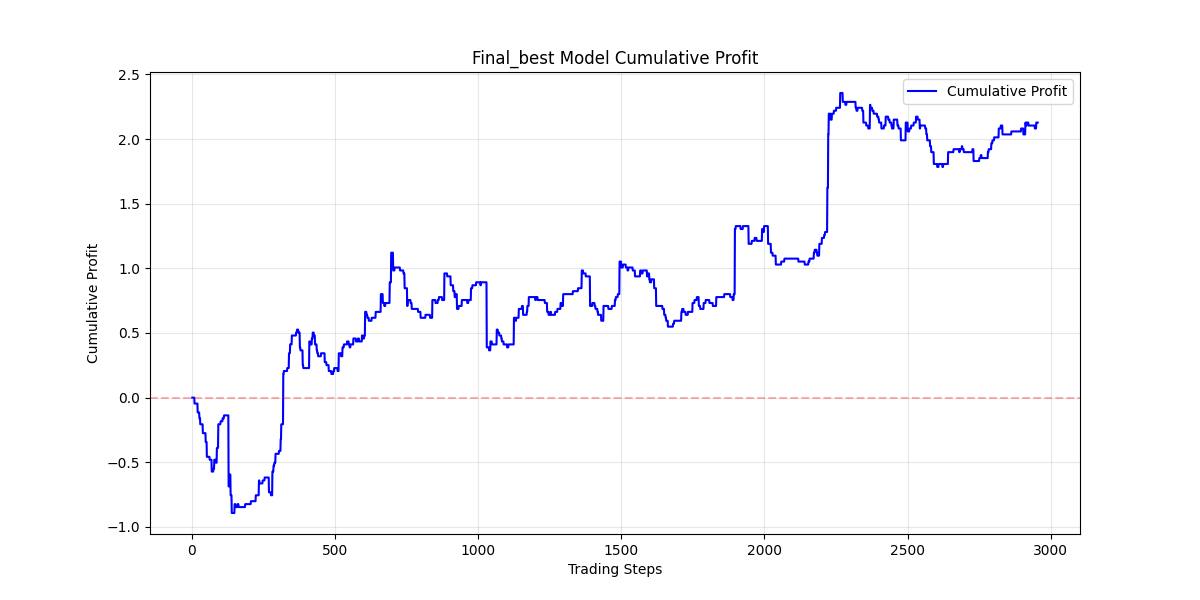 Final_best Model Cumulative Profit
Cumulative Profit
2.5
2.0
1.5
1.0
0.5
0.0
−0.5
−1.0
Cumulative Profit
0 500 1000 1500 2000 2500 3000
Trading Steps